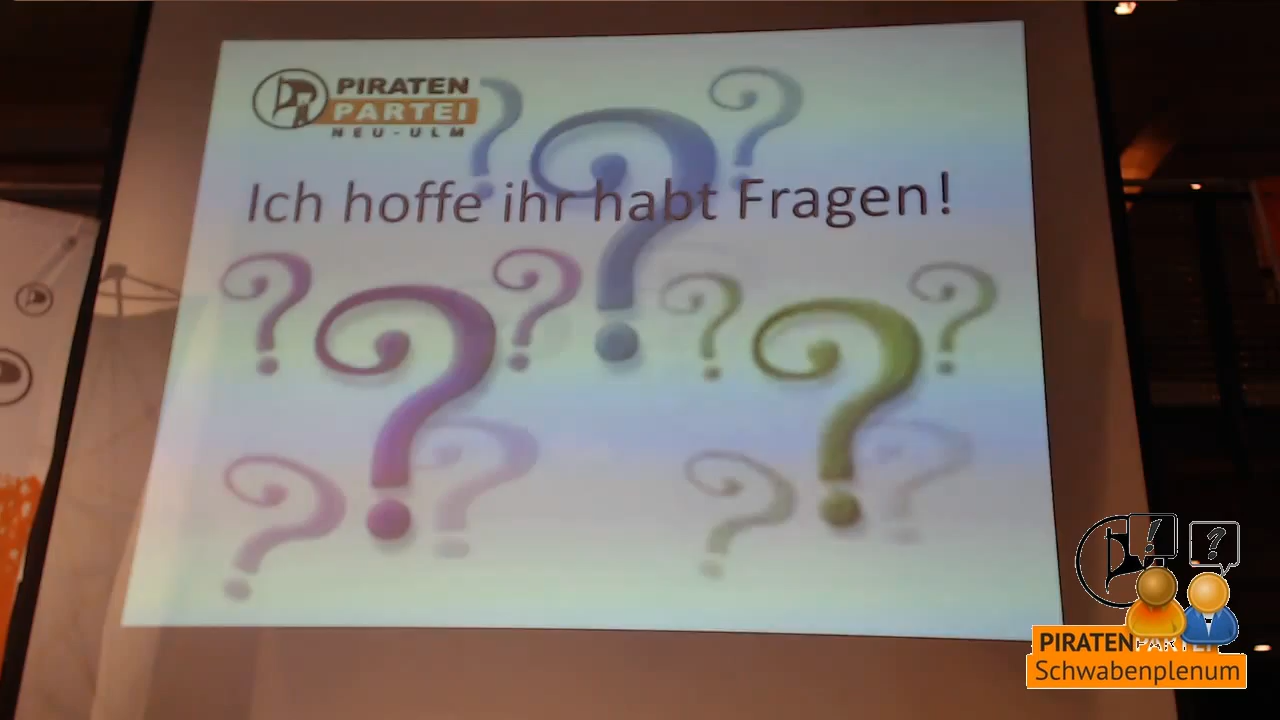 PIRATEN
PARTEI
NEU-ULM
Ich hoffe ihr habt Fragen!
? ? ?
? ? ? ? ? ?
? ? ? ?
! ?
PIRATENPARTEI
Schwabenplenum